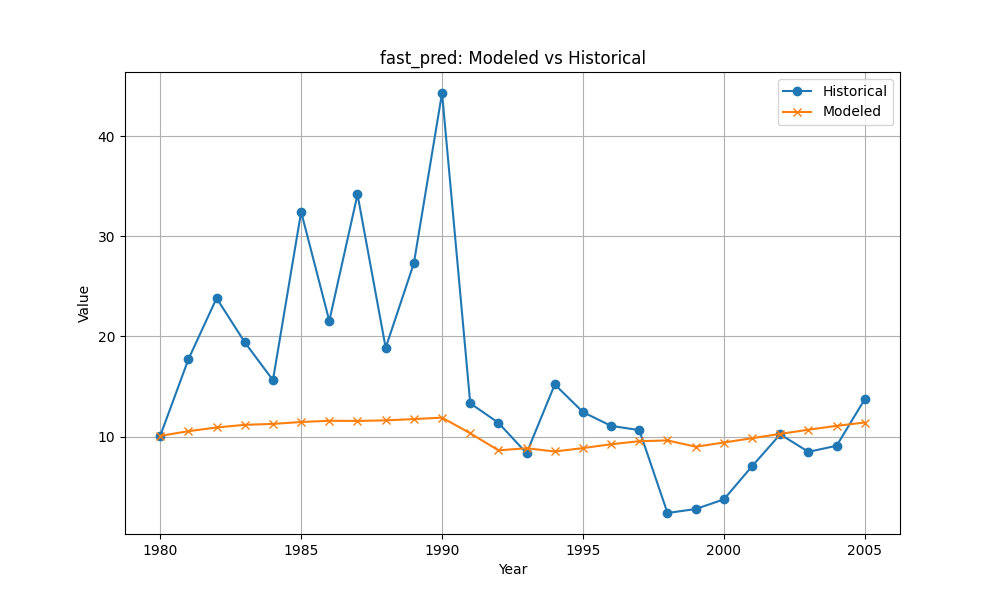 fast_pred: Modeled vs Historical
Historical
Modeled
Value
40
30
20
10
1980
1985
1990
1995
2000
2005
Year